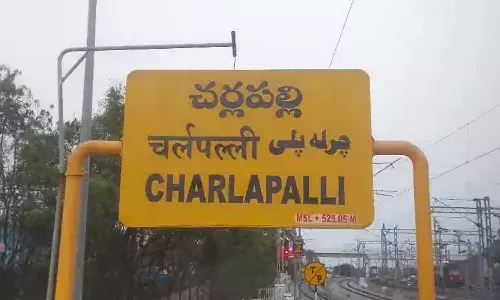 చర్లపల్లి
चर्लपल्ली چرلہ پلی
CHARLAPALLI
MSL + 525.05 M
T/P